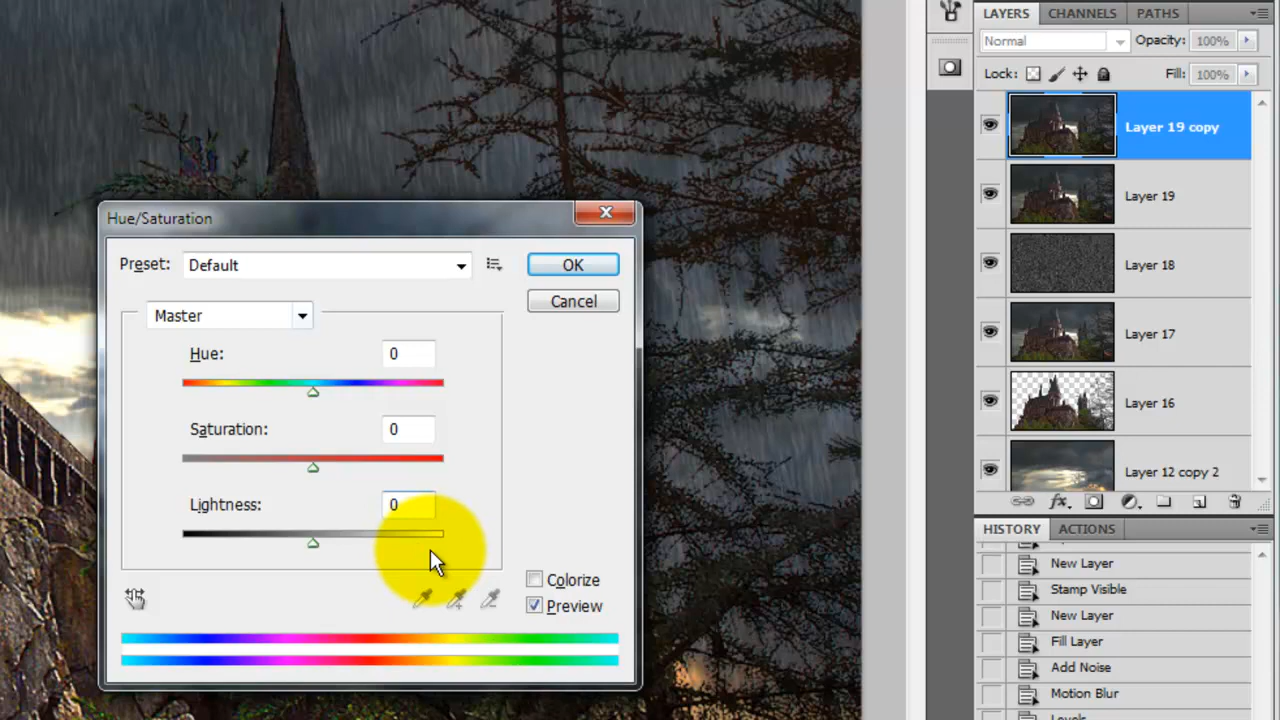 LAYERS CHANNELS PATHS
Normal Opacity: 100%
Lock: Fill: 100%
Layer 19 copy
Layer 19
Layer 18
Layer 17
Layer 16
Layer 12 copy 2
fx
HISTORY ACTIONS
New Layer
Stamp Visible
New Layer
Fill Layer
Add Noise
Motion Blur
Levels
Hue/Saturation
Preset: Default OK
Cancel
Master
Hue: 0
Saturation: 0
Lightness: 0
Colorize
Preview